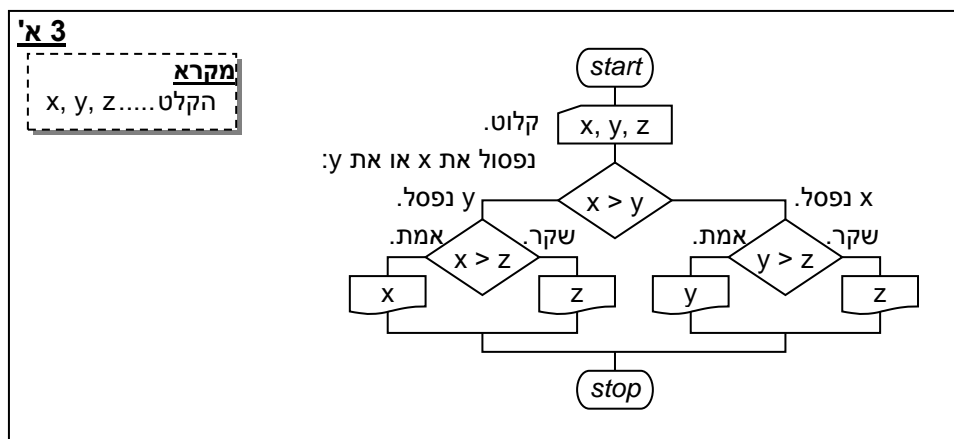 3 א'
מקרא
הקלט.....x, y, z
start
קלוט.
x, y, z
נפסול את x או את y:
x > y
y נפסל.
x נפסל.
אמת.
x > z
שקר.
אמת.
y > z
שקר.
x
z
y
z
stop